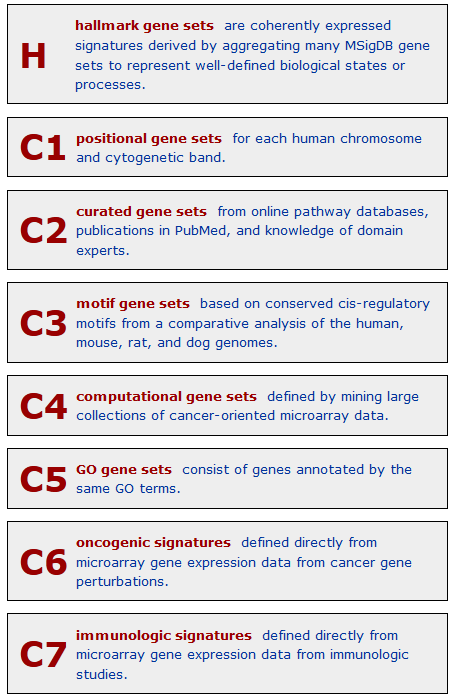 H
hallmark gene sets are coherently expressed
signatures derived by aggregating many MSigDB gene
sets to represent well-defined biological states or
processes.
C1
positional gene sets for each human chromosome
and cytogenetic band.
C2
curated gene sets from online pathway databases,
publications in PubMed, and knowledge of domain
experts.
C3
motif gene sets based on conserved cis-regulatory
motifs from a comparative analysis of the human,
mouse, rat, and dog genomes.
C4
computational gene sets defined by mining large
collections of cancer-oriented microarray data.
C5
GO gene sets consist of genes annotated by the
same GO terms.
C6
oncogenic signatures defined directly from
microarray gene expression data from cancer gene
perturbations.
C7
immunologic signatures defined directly from
microarray gene expression data from immunologic
studies.